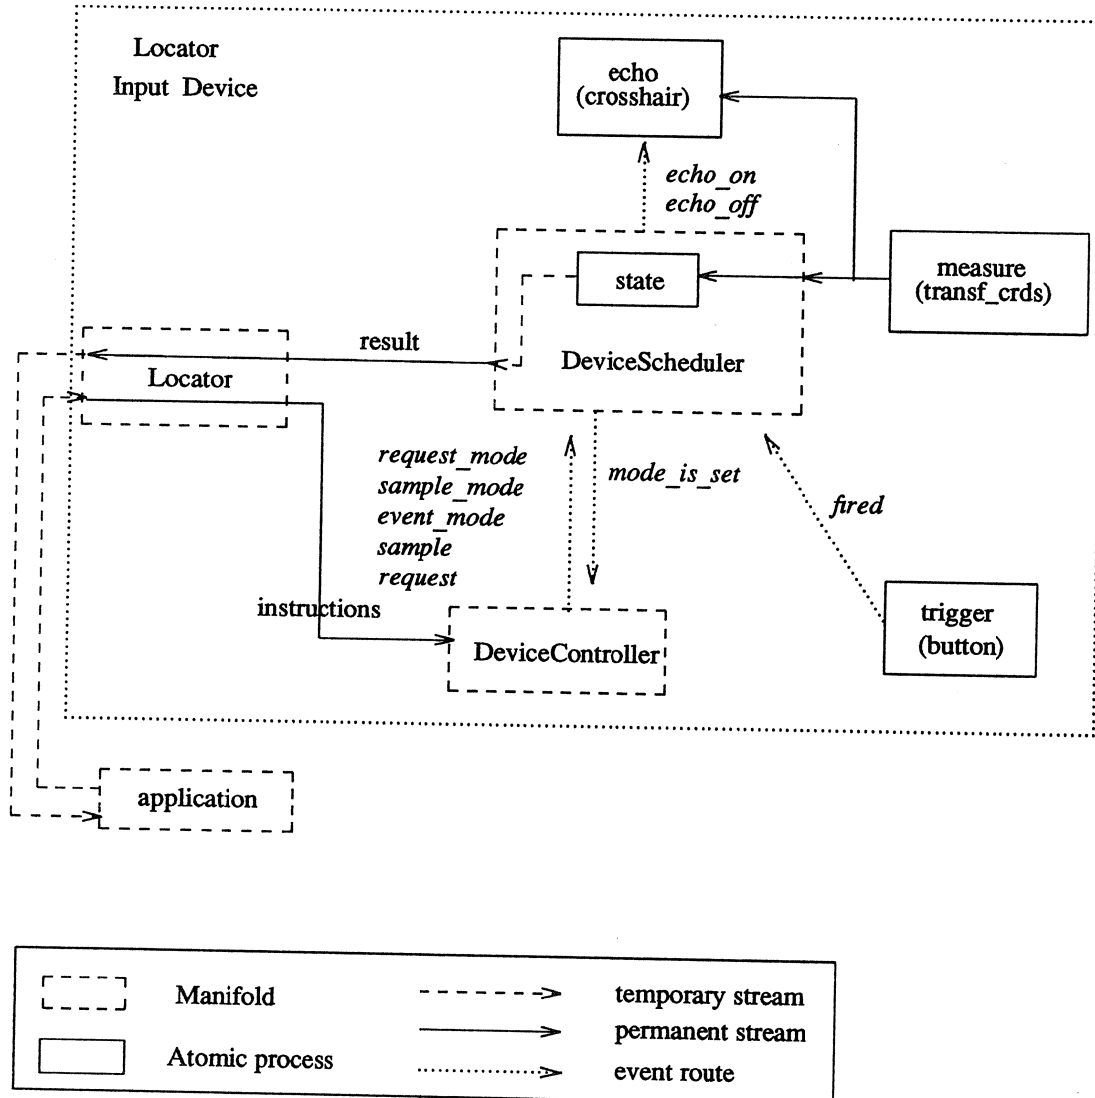 Locator
Input Device
echo
(crosshair)
echo_on
echo_off
measure
(transf_crds)
state
result
DeviceScheduler
Locator
request_mode
sample_mode
event_mode
sample
request
mode_is_set
fired
instructions
trigger
(button)
DeviceController
application
Manifold
temporary stream
permanent stream
Atomic process
event route